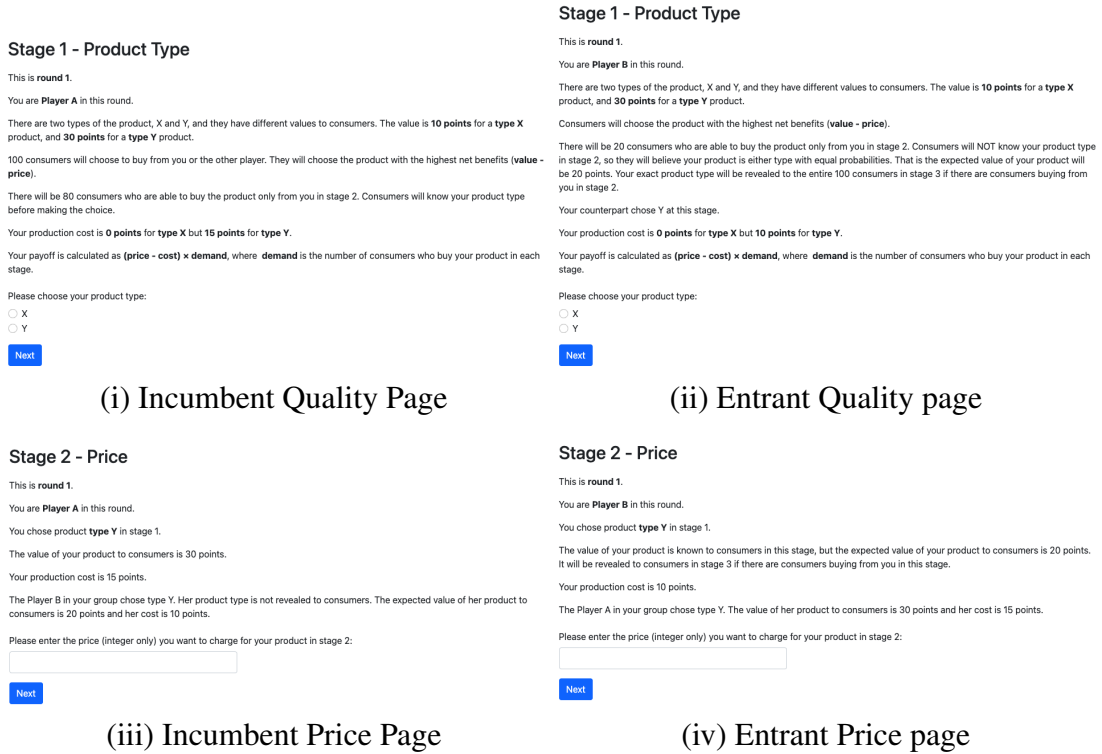 Stage 1 - Product Type
This is round 1.
You are Player A in this round.
There are two types of the product, X and Y, and they have different values to consumers. The value is 10 points for a type X
product, and 30 points for a type Y product.
100 consumers will choose to buy from you or the other player. They will choose the product with the highest net benefits (value -
price).
There will be 80 consumers who are able to buy the product only from you in stage 2. Consumers will know your product type
before making the choice.
Your production cost is 0 points for type X but 15 points for type Y.
Your payoff is calculated as (price - cost) × demand, where demand is the number of consumers who buy your product in each
stage.
Please choose your product type:
X
Y
Next
(i) Incumbent Quality Page
Stage 1 - Product Type
This is round 1.
You are Player B in this round.
There are two types of the product, X and Y, and they have different values to consumers. The value is 10 points for a type X
product, and 30 points for a type Y product.
Consumers will choose the product with the highest net benefits (value - price).
There will be 20 consumers who are able to buy the product only from you in stage 2. Consumers will NOT know your product type
in stage 2, so they will believe your product is either type with equal probabilities. That is the expected value of your product will
be 20 points. Your exact product type will be revealed to the entire 100 consumers in stage 3 if there are consumers buying from
you in stage 2.
Your counterpart chose Y at this stage.
Your production cost is 0 points for type X but 10 points for type Y.
Your payoff is calculated as (price - cost) × demand, where demand is the number of consumers who buy your product in each
stage.
Please choose your product type:
X
Y
Next
(ii) Entrant Quality page
Stage 2 - Price
This is round 1.
You are Player A in this round.
You chose product type Y in stage 1.
The value of your product to consumers is 30 points.
Your production cost is 15 points.
The Player B in your group chose type Y. Her product type is not revealed to consumers. The expected value of her product to
consumers is 20 points and her cost is 10 points.
Please enter the price (integer only) you want to charge for your product in stage 2:
Next
(iii) Incumbent Price Page
Stage 2 - Price
This is round 1.
You are Player B in this round.
You chose product type Y in stage 1.
The value of your product is known to consumers in this stage, but the expected value of your product to consumers is 20 points.
It will be revealed to consumers in stage 3 if there are consumers buying from you in this stage.
Your production cost is 10 points.
The Player A in your group chose type Y. The value of her product to consumers is 30 points and her cost is 15 points.
Please enter the price (integer only) you want to charge for your product in stage 2:
Next
(iv) Entrant Price page